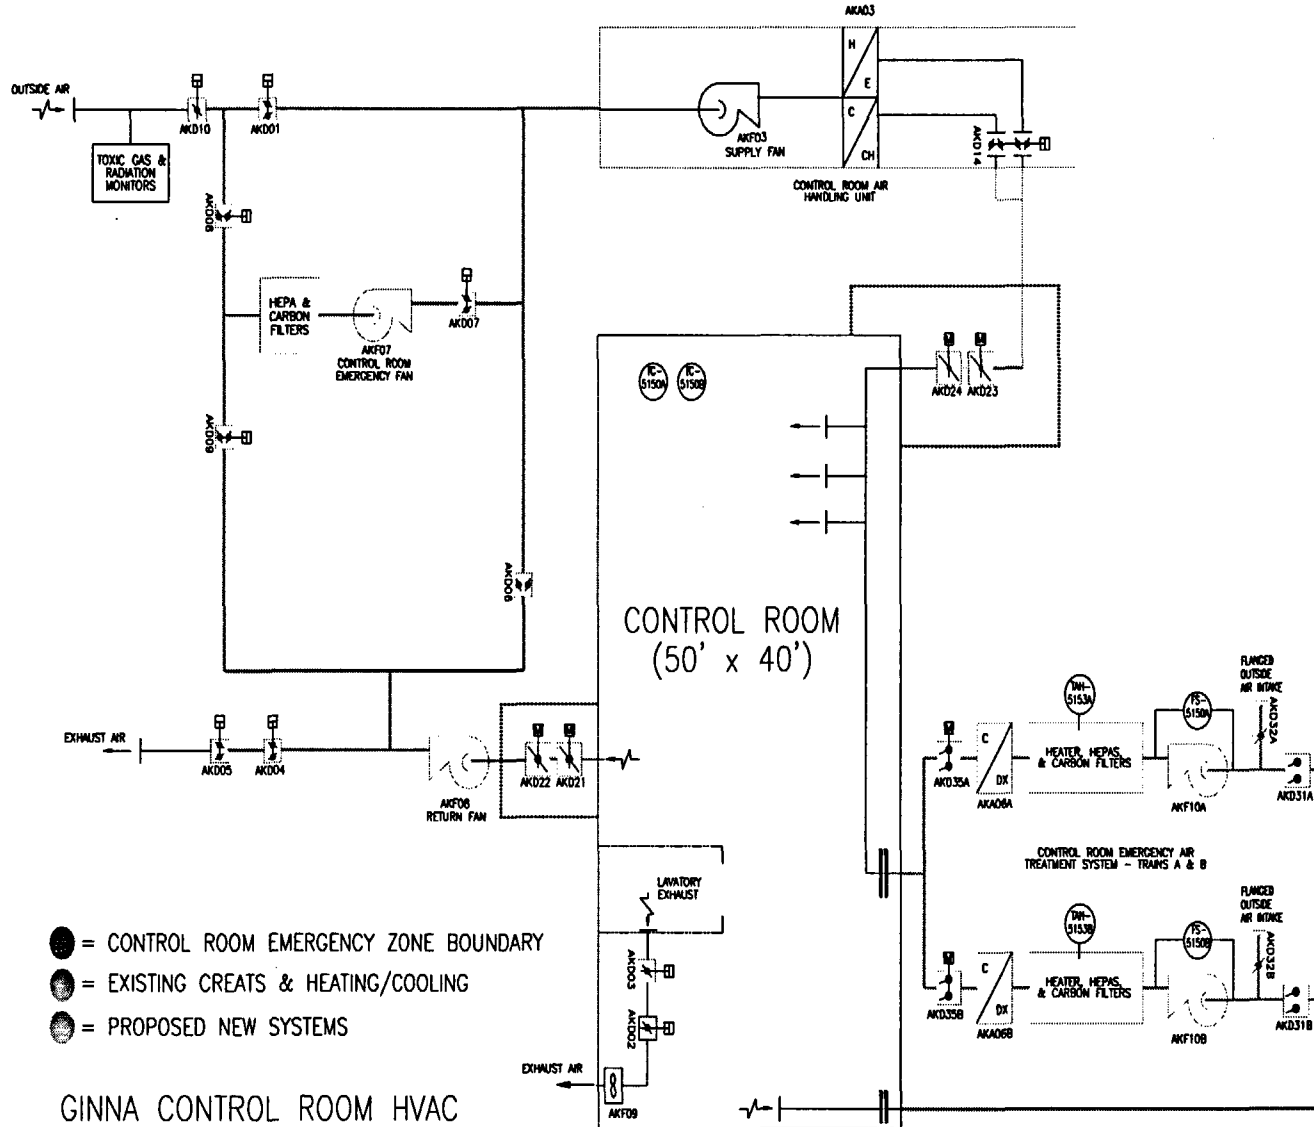 AKA03
H
E
C
CH
OUTSIDE AIR
AKD10
AKD01
AKF03
SUPPLY FAN
AKD14
TOXIC GAS &
RADIATION
MONITORS
CONTROL ROOM AIR
HANDLING UNIT
HEPA &
CARBON
FILTERS
AKD07
AKF07
CONTROL ROOM
EMERGENCY FAN
TC-
5150A
TC-
5150B
M
M
AKD24
AKD23
AKD09
CONTROL ROOM
(50' x 40')
EXHAUST AIR
AKD05
AKD04
RETURN FAN
M
M
AKD22
AKD21
FLANGED
OUTSIDE
AIR INTAKE
AKD32A
TAH-
5153A
FS-
5150A
M
AKD35A
C
DX
AKA06A
HEATER, HEPAS,
& CARBON FILTERS
AKF10A
AKD31A
CONTROL ROOM EMERGENCY AIR
TREATMENT SYSTEM - TRAINS A & B
LAVATORY
EXHAUST
AKD03
AKD02
EXHAUST AIR
AKF09
FLANGED
OUTSIDE
AIR INTAKE
AKD32B
TAH-
5153B
FS-
5150B
M
AKD35B
C
DX
AKA06B
HEATER, HEPAS,
& CARBON FILTERS
AKF10B
AKD31B
= CONTROL ROOM EMERGENCY ZONE BOUNDARY
= EXISTING CREATS & HEATING/COOLING
= PROPOSED NEW SYSTEMS
GINNA CONTROL ROOM HVAC